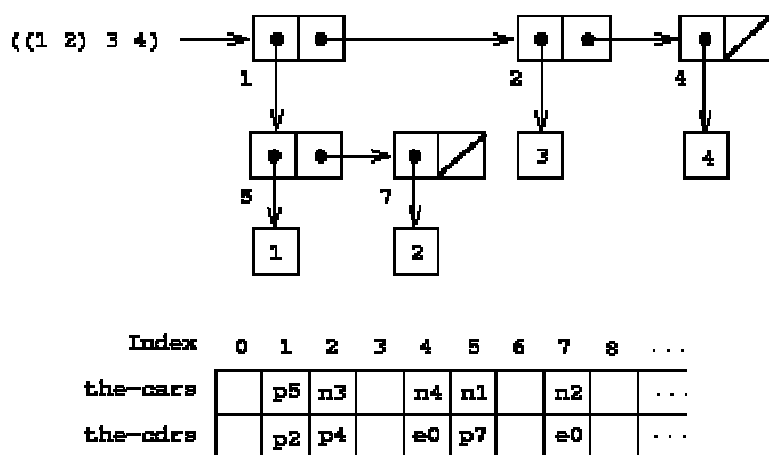 ((1 2) 3 4)
1 2 4
3 4
5 7
1 2
Index 0 1 2 3 4 5 6 7 8 ...
the-cars p5 n3 n4 n1 n2 ...
the-cdrs p2 p4 e0 p7 e0 ...